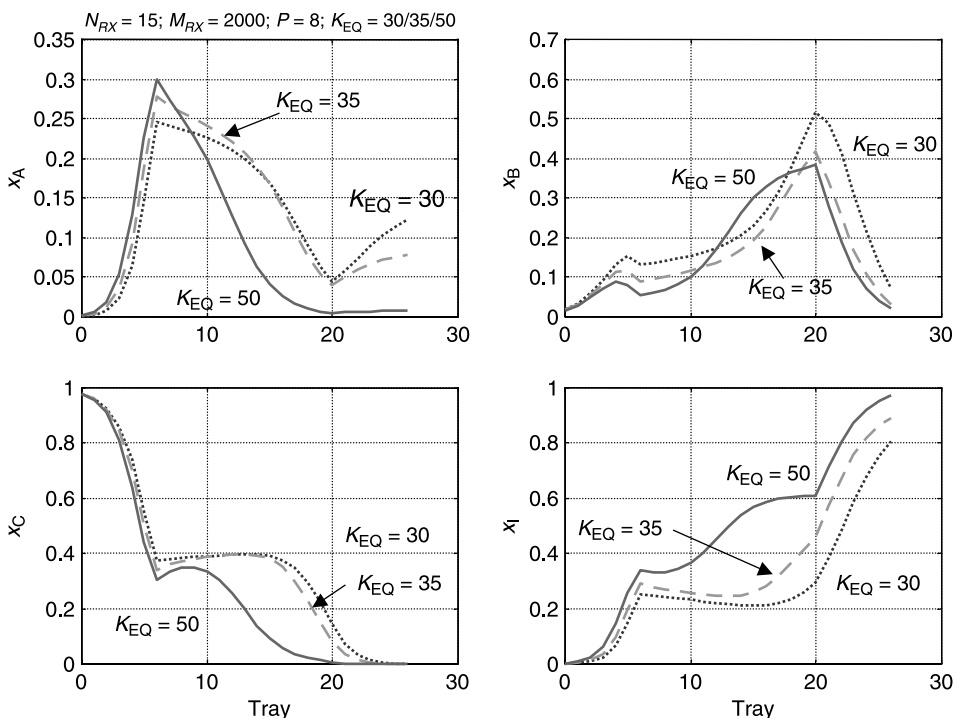 N_RX = 15; M_RX = 2000; P = 8; K_EQ = 30/35/50
0.35
0.3
0.25
0.2
0.15
0.1
0.05
0
x_A
K_EQ = 35
K_EQ = 30
K_EQ = 50
0 10 20 30
0.7
0.6
0.5
0.4
0.3
0.2
0.1
0
x_B
K_EQ = 30
K_EQ = 50
K_EQ = 35
0 10 20 30
Tray
1
0.8
0.6
0.4
0.2
0
x_C
K_EQ = 30
K_EQ = 35
K_EQ = 50
0 10 20 30
Tray
1
0.8
0.6
0.4
0.2
0
x_I
K_EQ = 50
K_EQ = 35
K_EQ = 30
0 10 20 30
Tray